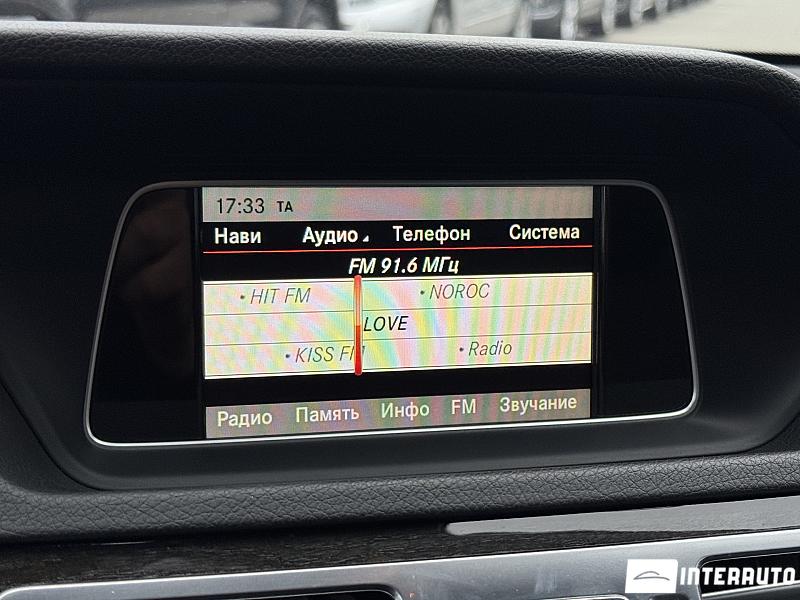 17:33 TA
Нави Аудио Телефон Система
FM 91.6 МГц
• HIT FM • NOROC
LOVE
• KISS FM • Radio
Радио Память Инфо FM Звучание
INTERAUTO